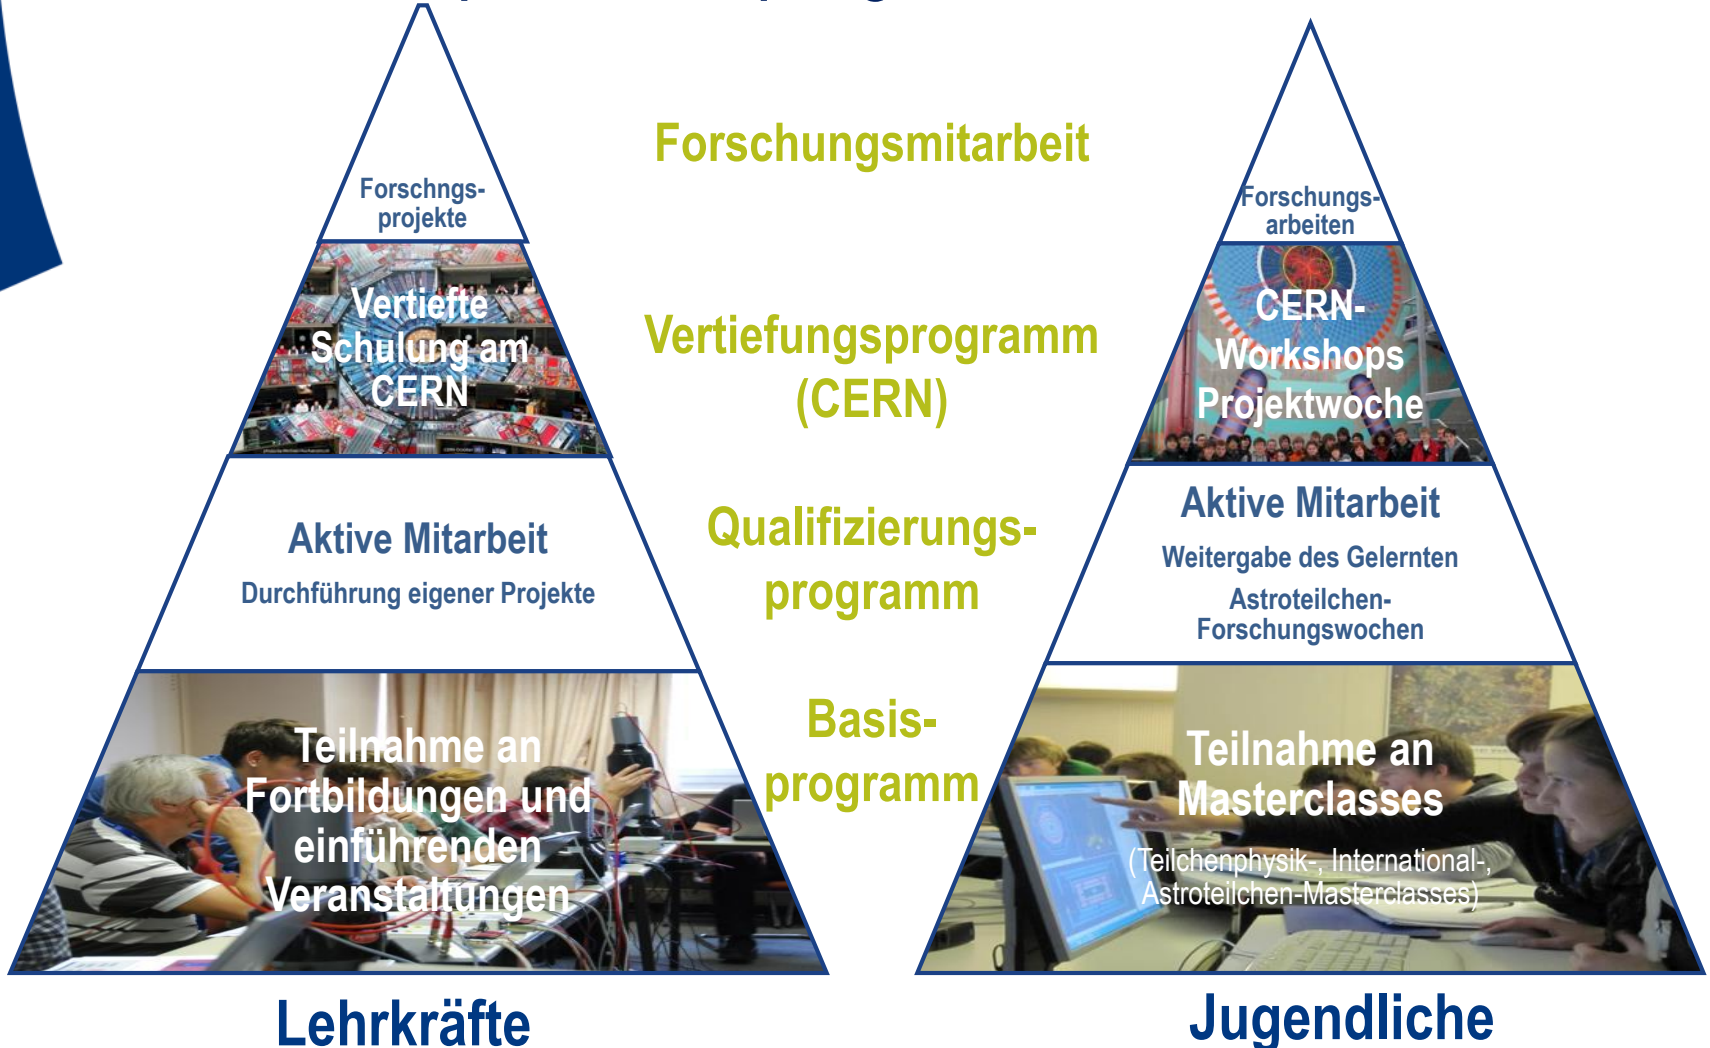 Forschungsmitarbeit
Vertiefungsprogramm
(CERN)
Qualifizierungs-
programm
Basis-
programm
Forschngs-
projekte
Vertiefte
Schulung am
CERN
Aktive Mitarbeit
Durchführung eigener Projekte
Teilnahme an
Fortbildungen und
einführenden
Veranstaltungen
Lehrkräfte
Forschungs-
arbeiten
CERN-
Workshops
Projektwoche
Aktive Mitarbeit
Weitergabe des Gelernten
Astroteilchen-
Forschungswochen
Teilnahme an
Masterclasses
(Teilchenphysik-, International-,
Astroteilchen-Masterclasses)
Jugendliche